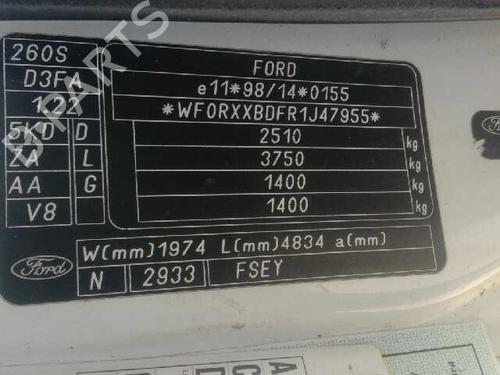 260S
D3FA
FORD
e11*98/14*0155
*WF0RXXBDFR1J47955*
5KD D
2510 kg
ZA L
3750 kg
AA G
1400 kg
V8
1400 kg
W(mm)1974 L(mm)4834 a(mm)
Ford
N 2933 FSEY
PARTS